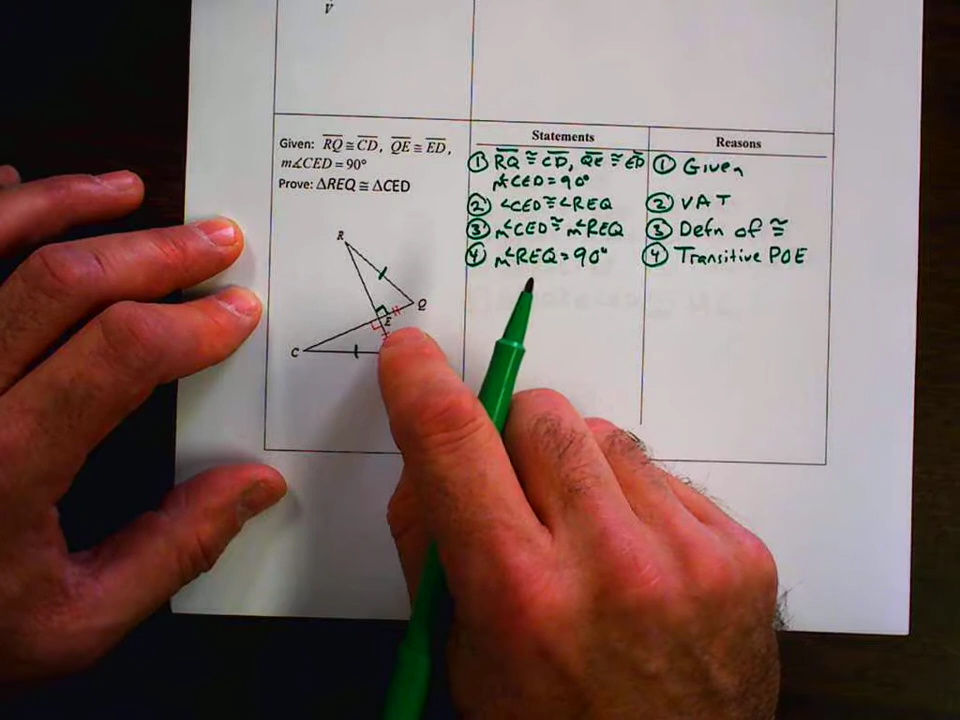 V
Given: RQ ≅ CD, QE ≅ ED,
m∡CED = 90°
Prove: ΔREQ ≅ ΔCED
R
Q
E
C
Statements
① RQ ≅ CD, QE ≅ ED
m∡CED = 90°
② ∢CED ≅ ∢REQ
③ m∡CED ≅ m∡REQ
④ m∡REQ = 90°
Reasons
① Given
② VAT
③ Defn of ≅
④ Transitive POE